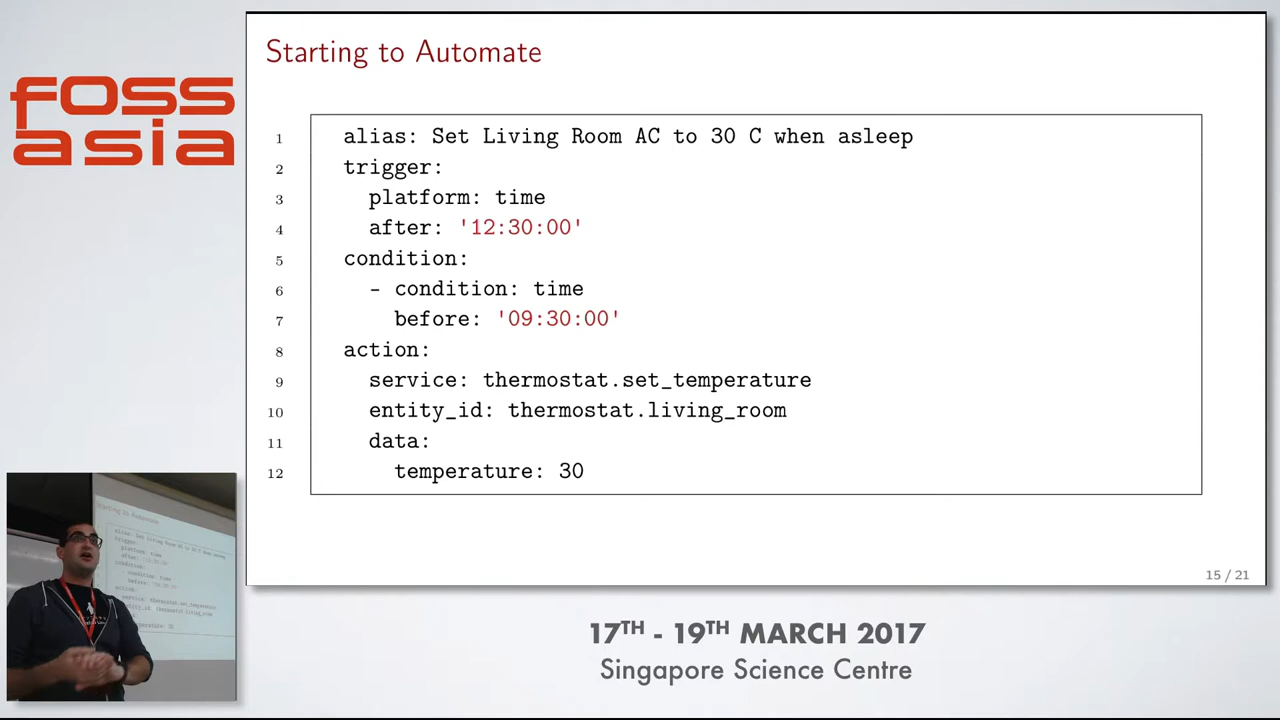 foss
asia
Starting to Automate
1 alias: Set Living Room AC to 30 C when asleep
2 trigger:
3 platform: time
4 after: '12:30:00'
5 condition:
6 - condition: time
7 before: '09:30:00'
8 action:
9 service: thermostat.set_temperature
10 entity_id: thermostat.living_room
11 data:
12 temperature: 30
15 / 21
17TH - 19TH MARCH 2017
Singapore Science Centre